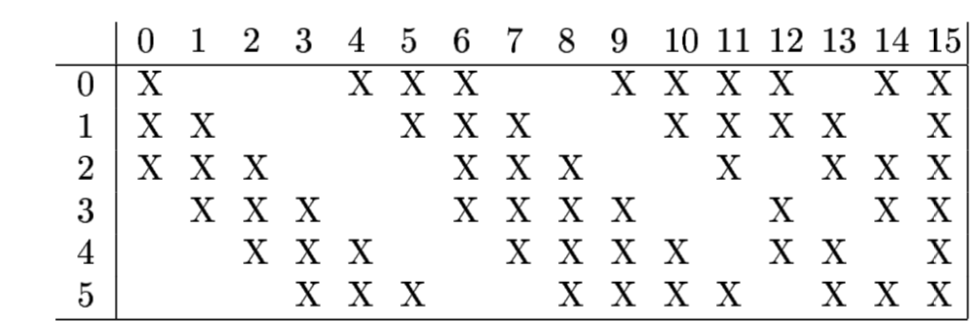 0 1 2 3 4 5 6 7 8 9 10 11 12 13 14 15
0 X X X X X X X X X X
1 X X X X X X X X X X
2 X X X X X X X X X X
3 X X X X X X X X X X
4 X X X X X X X X X X
5 X X X X X X X X X X